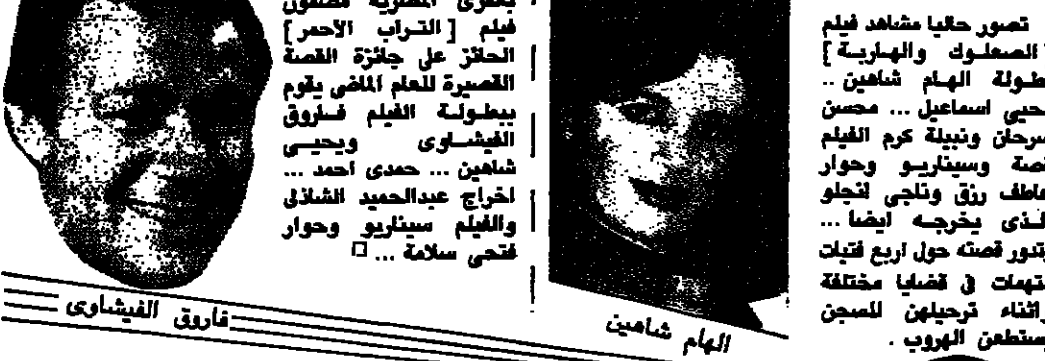 تصور حاليا مشاهد فيلم
الصعلوك والهاربة ]
بطولة الهام شاهين ..
يحيى اسماعيل ... محسن
سرحان ونبيلة كرم الفيلم
قصة وسيناريو وحوار
عاطف رزق وناجى انجلو
الذى يخرجه ايضا ...
وتدور قصته حول اربع فتيات
متهمات في قضايا مختلفة
واثناء ترحيلهن للسجن
يستطعن الهروب .
الهام شاهين
فيلم [ التراب الأحمر ]
الحائز على جائزة القصة
القصيرة للعام الماضى يقوم
ببطولة الفيلم فاروق
الفيشاوى ويحيى
شاهين ... حمدى احمد ...
اخراج عبدالحميد الشاذلى
والفيلم سيناريو وحوار
فتحى سلامة ... □
فاروق الفيشاوى